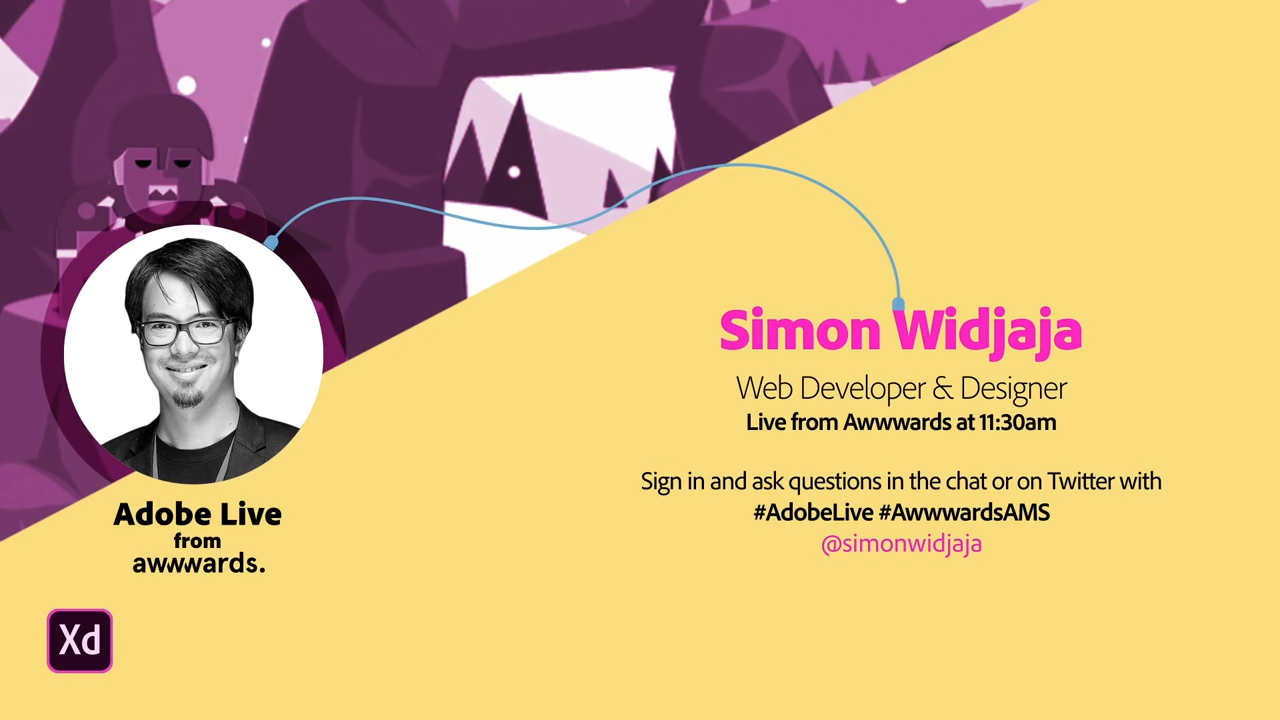 Simon Widjaja
Web Developer & Designer
Live from Awwwards at 11:30am
Sign in and ask questions in the chat or on Twitter with
#AdobeLive #AwwwardsAMS
@simonwidjaja
Adobe Live
from
awwwards.
Xd